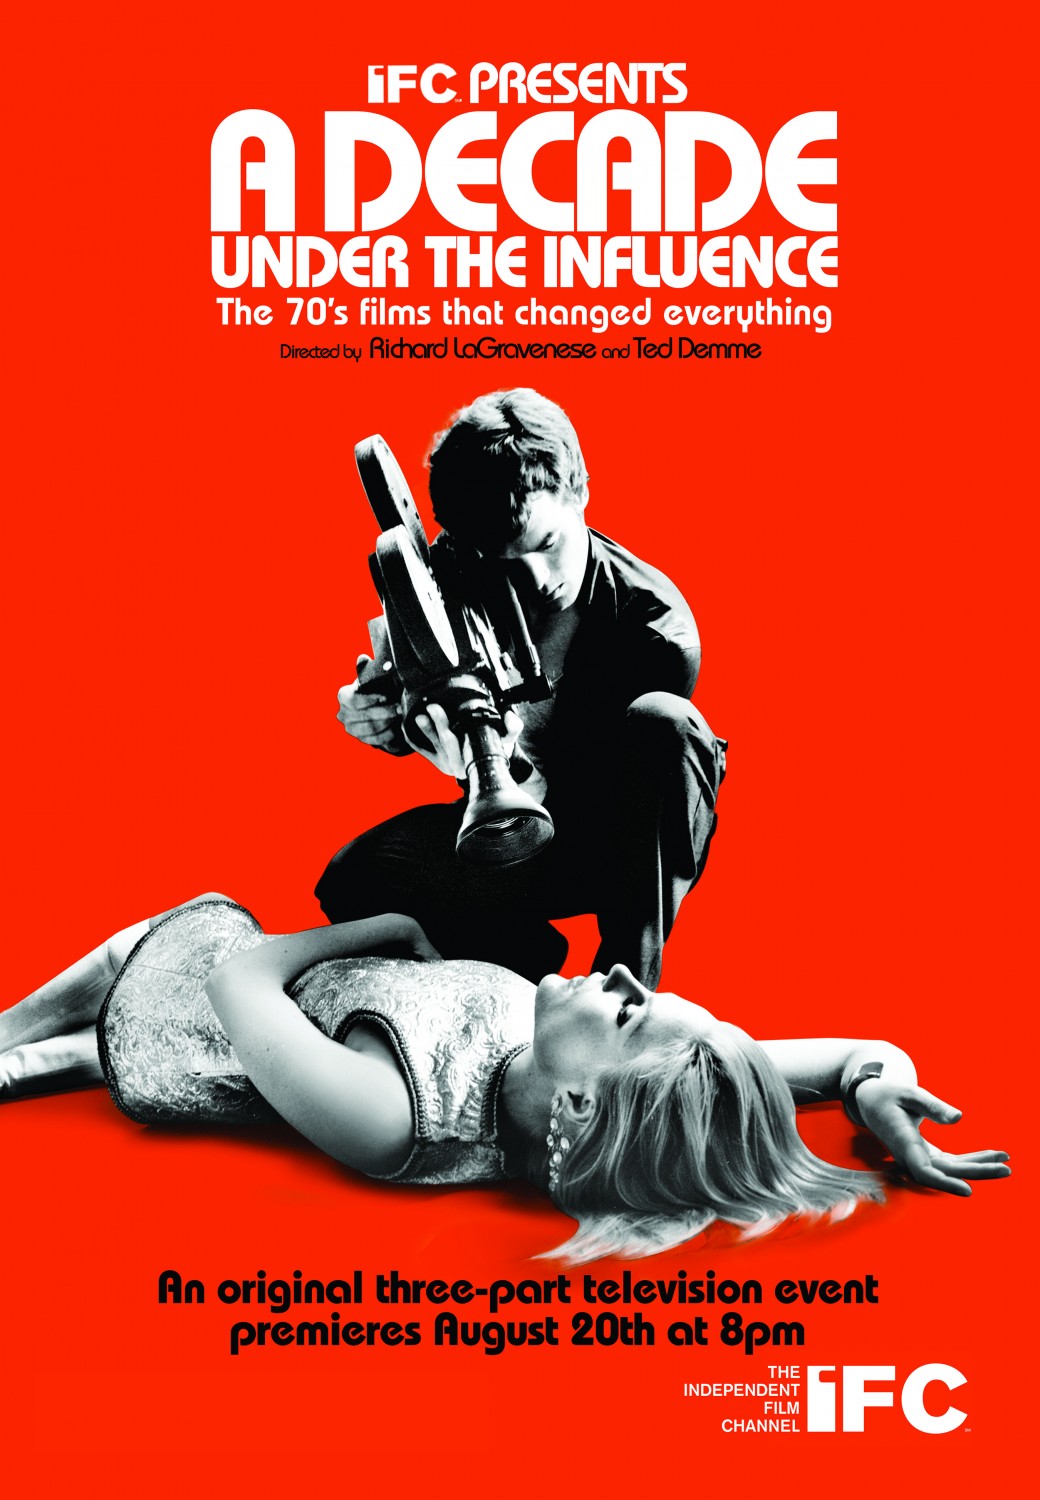 iFC PRESENTS
A DECADE
UNDER THE INFLUENCE
The 70's films that changed everything
Directed by Richard LaGravenese and Ted Demme
An original three-part television event
premieres August 20th at 8pm
THE
INDEPENDENT
FILM
CHANNEL
iFC